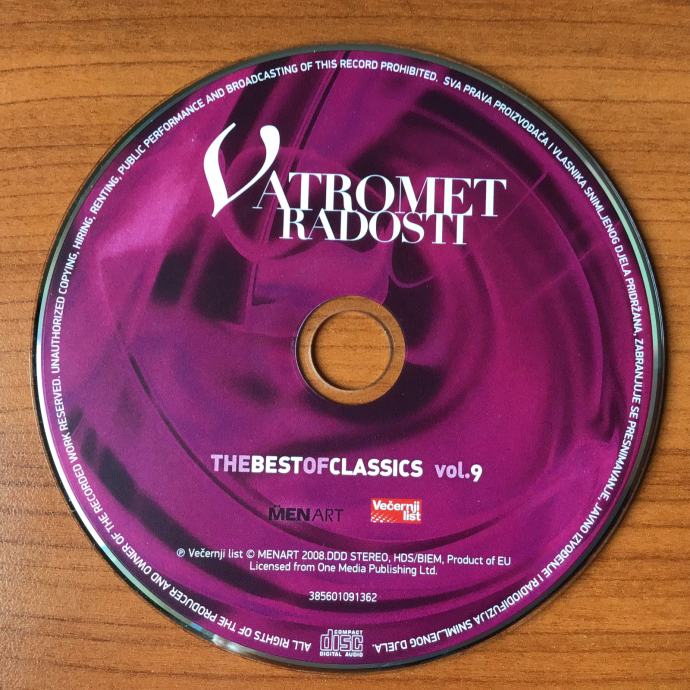 VATROMET
RADOSTI
THEBESTOFCLASSICS vol.9
MENART
Večernji
list
℗ Večernji list © MENART 2008.DDD STEREO, HDS/BIEM, Product of EU
Licensed from One Media Publishing Ltd.
385601091362
COMPACT
disc
DIGITAL AUDIO
ALL RIGHTS OF THE PRODUCER AND OWNER OF THE RECORDED WORK RESERVED. UNAUTHORIZED COPYING, HIRING, RENTING, PUBLIC PERFORMANCE AND BROADCASTING OF THIS RECORD PROHIBITED. SVA PRAVA PROIZVOĐAČA I VLASNIKA SNIMLJENOG DJELA PRIDRŽANA, ZABRANJUJE SE PRESNIMAVANJE, JAVNO IZVOĐENJE I RADIODIFUZIJA SNIMLJENOG DJELA.